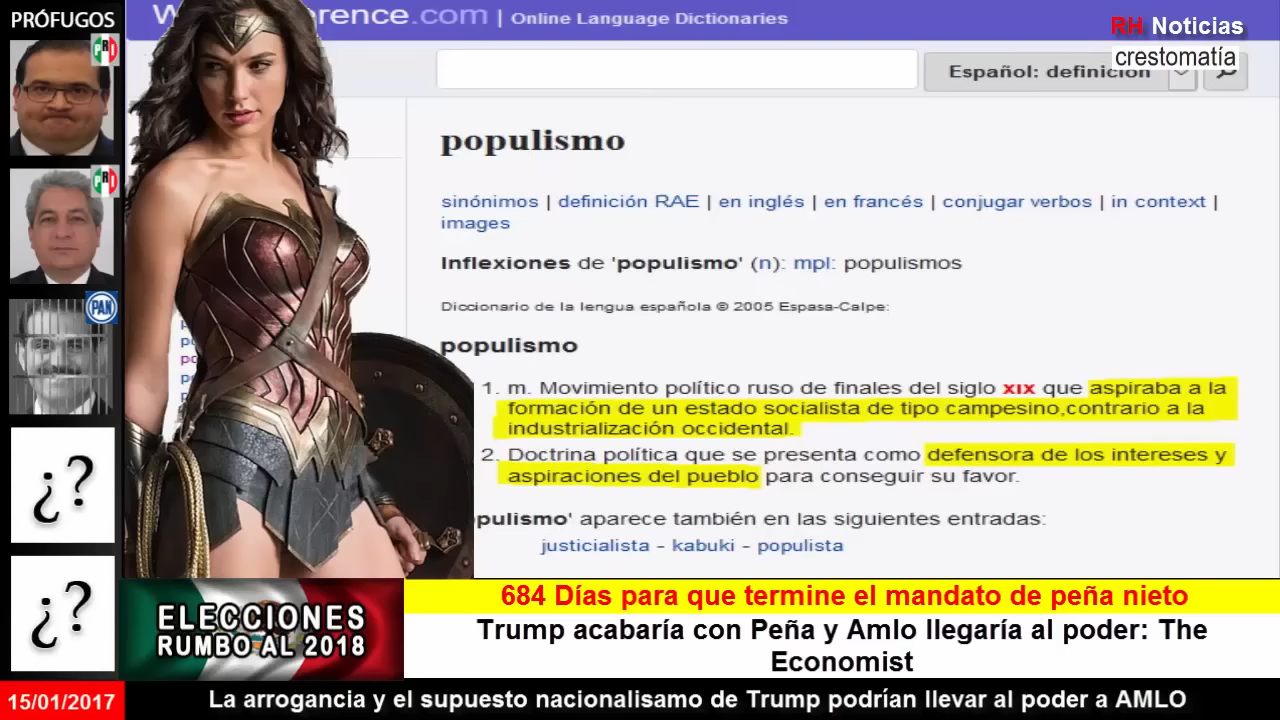 PRÓFUGOS
PRI
PRI
PAN
¿?
¿?
erence.com | Online Language Dictionaries
RH Noticias
crestomatía
Español: definición
populismo
sinónimos | definición RAE | en inglés | en francés | conjugar verbos | in context |
images
Inflexiones de 'populismo' (n): mpl: populismos
Diccionario de la lengua española © 2005 Espasa-Calpe:
populismo
1. m. Movimiento político ruso de finales del siglo XIX que aspiraba a la
formación de un estado socialista de tipo campesino,contrario a la
industrialización occidental.
2. Doctrina política que se presenta como defensora de los intereses y
aspiraciones del pueblo para conseguir su favor.
opulismo' aparece también en las siguientes entradas:
justicialista - kabuki - populista
ELECCIONES
RUMBO AL 2018
684 Días para que termine el mandato de peña nieto
Trump acabaría con Peña y Amlo llegaría al poder: The
Economist
15/01/2017
La arrogancia y el supuesto nacionalisamo de Trump podrían llevar al poder a AMLO